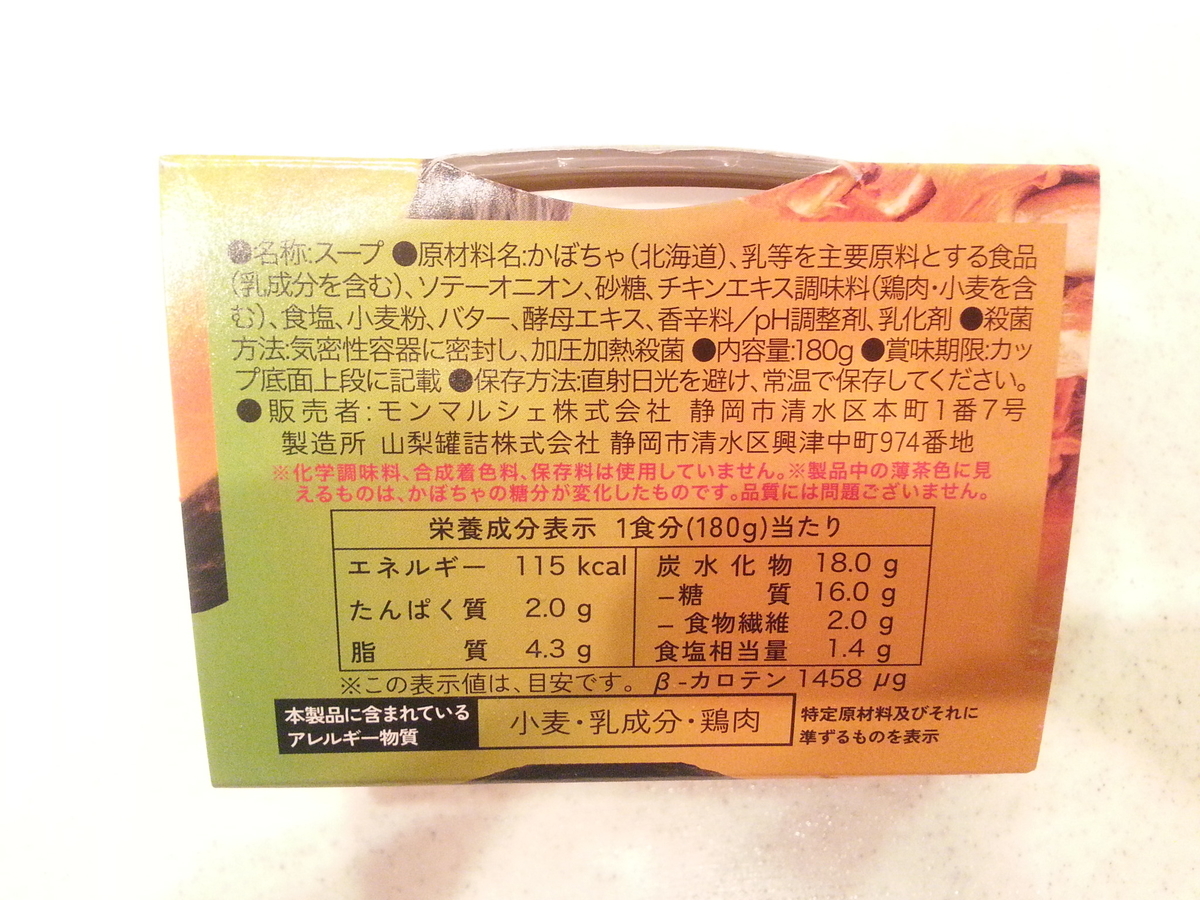 ●名称:スープ ●原材料名:かぼちゃ(北海道)、乳等を主要原料とする食品
(乳成分を含む)、ソテーオニオン、砂糖、チキンエキス調味料(鶏肉・小麦を含
む)、食塩、小麦粉、バター、酵母エキス、香辛料/pH調整剤、乳化剤 ●殺菌
方法:気密性容器に密封し、加圧加熱殺菌 ●内容量:180g ●賞味期限:カッ
プ底面上段に記載 ●保存方法:直射日光を避け、常温で保存してください。
●販売者:モンマルシェ株式会社 静岡市清水区本町1番7号
製造所 山梨罐詰株式会社 静岡市清水区興津中町974番地
※化学調味料、合成着色料、保存料は使用していません。※製品中の薄茶色に見
えるものは、かぼちゃの糖分が変化したものです。品質には問題ございません。
栄養成分表示 1食分(180g)当たり
エネルギー 115 kcal
たんぱく質 2.0 g
脂質 4.3 g
炭水化物 18.0 g
–糖質 16.0 g
–食物繊維 2.0 g
食塩相当量 1.4 g
※この表示値は、目安です。 β-カロテン 1458 μg
本製品に含まれている
アレルギー物質
小麦・乳成分・鶏肉
特定原材料及びそれに
準ずるものを表示